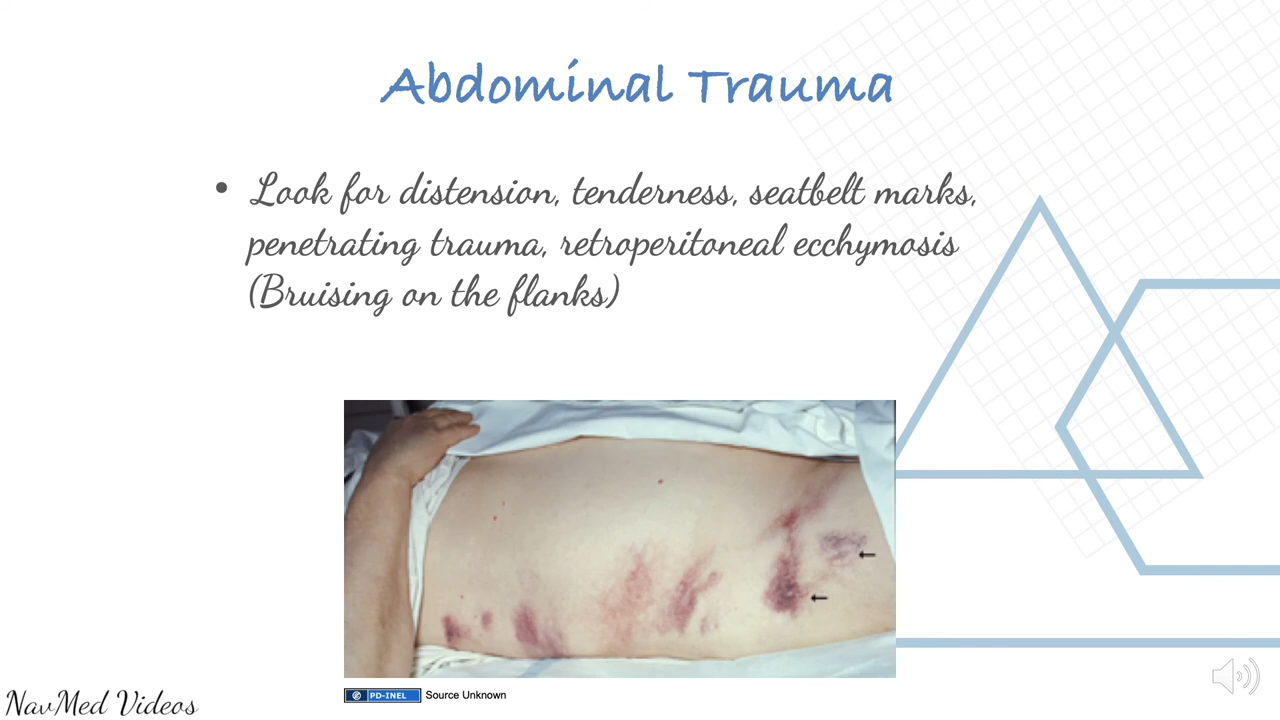 Abdominal Trauma
• Look for distension, tenderness, seatbelt marks,
penetrating trauma, retroperitoneal ecchymosis
(Bruising on the flanks)
PD-INEL Source Unknown
NavMed Videos